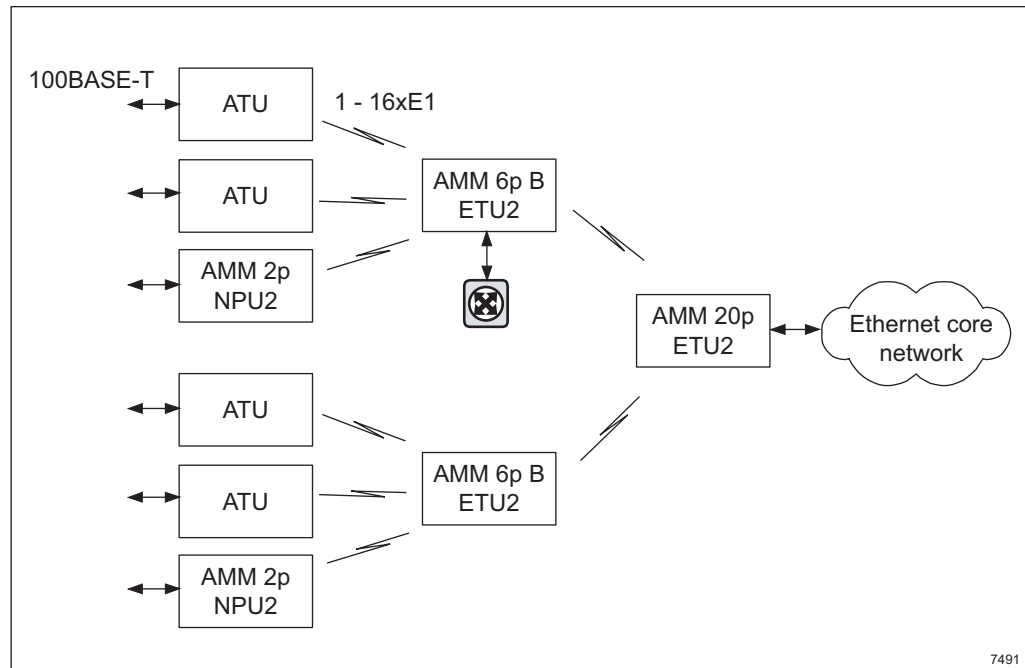 100BASE-T
ATU
1 - 16xE1
ATU
AMM 2p
NPU2
AMM 6p B
ETU2
AMM 20p
ETU2
Ethernet core
network
ATU
ATU
AMM 2p
NPU2
AMM 6p B
ETU2
7491